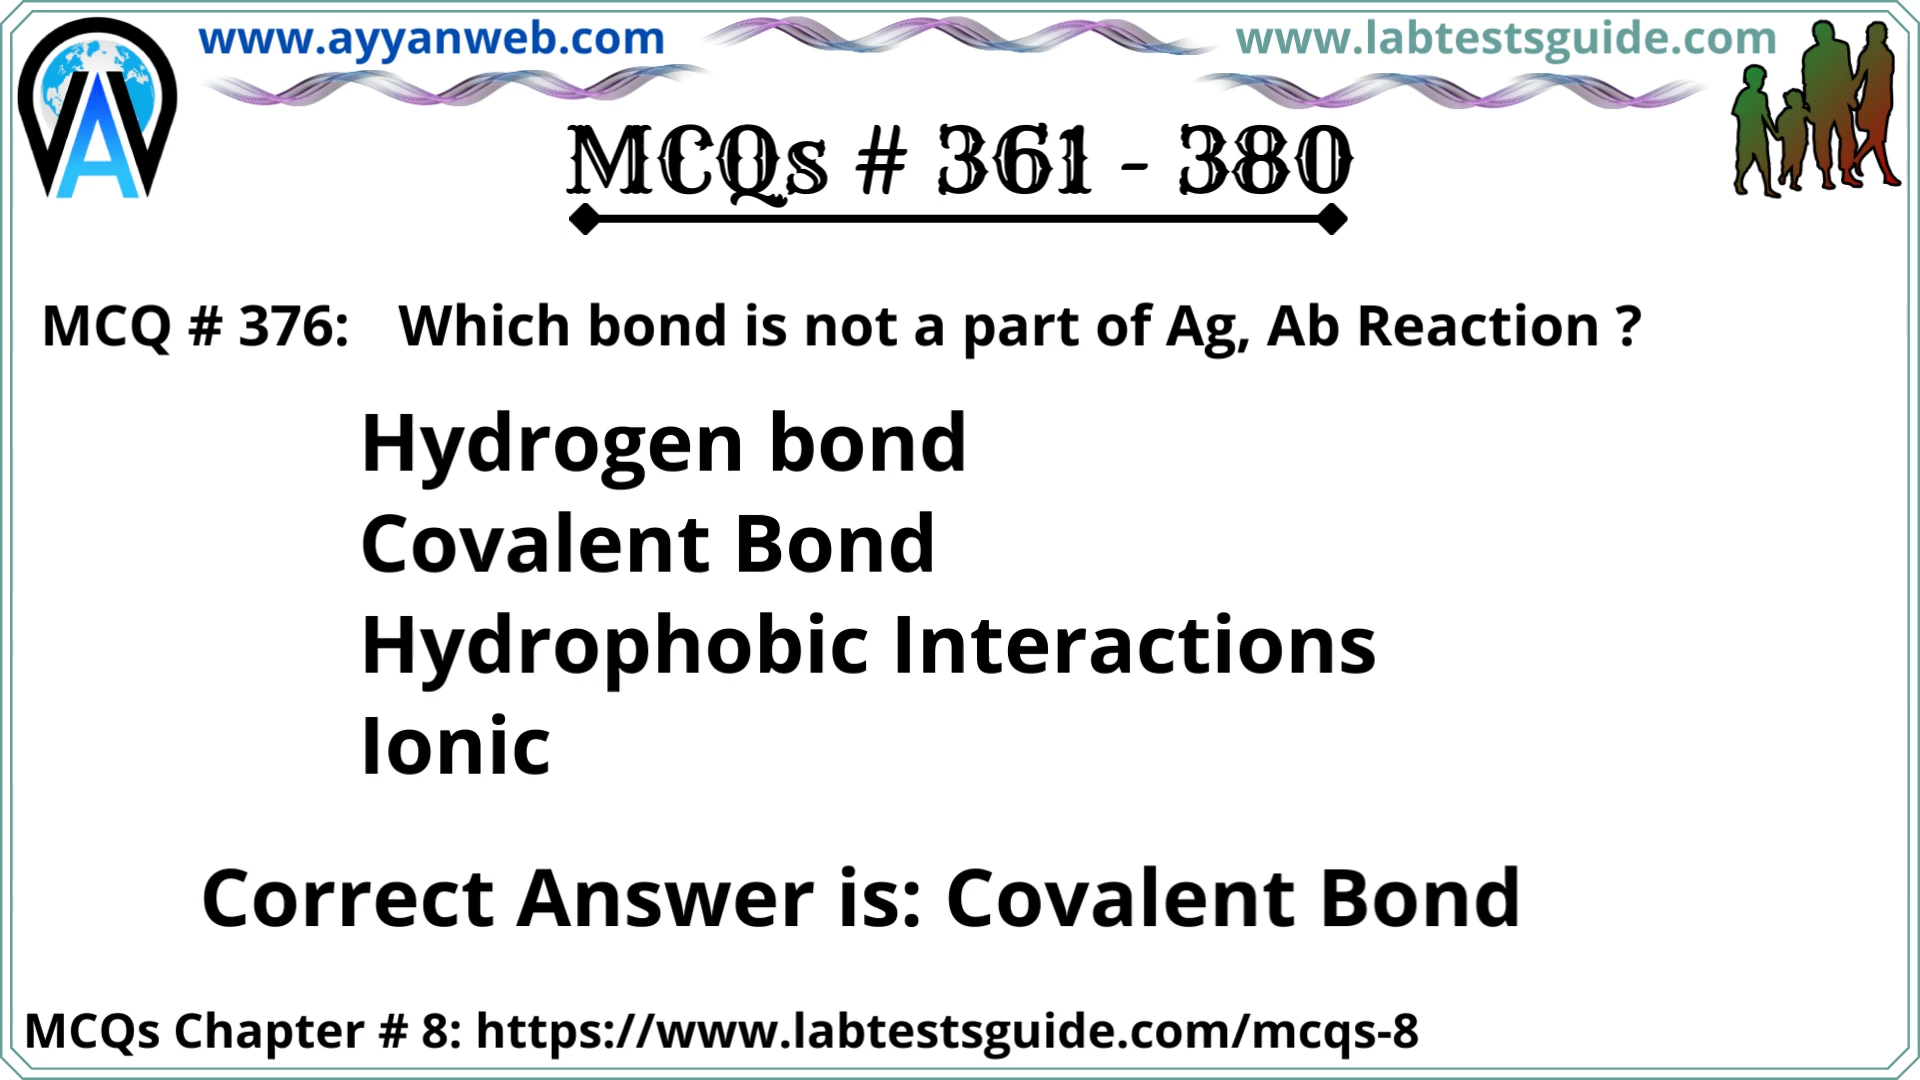 www.ayyanweb.com
www.labtestsguide.com
MCQs # 361 - 380
MCQ # 376: Which bond is not a part of Ag, Ab Reaction ?
Hydrogen bond
Covalent Bond
Hydrophobic Interactions
Ionic
Correct Answer is: Covalent Bond
MCQs Chapter # 8: https://www.labtestsguide.com/mcqs-8